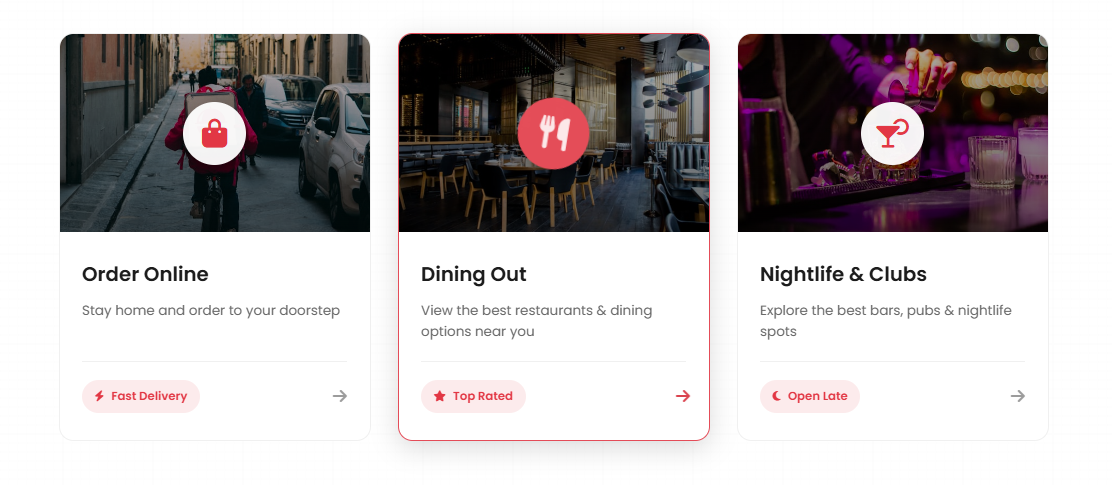 Order Online
Stay home and order to your doorstep
Fast Delivery
Dining Out
View the best restaurants & dining
options near you
Top Rated
Nightlife & Clubs
Explore the best bars, pubs & nightlife
spots
Open Late